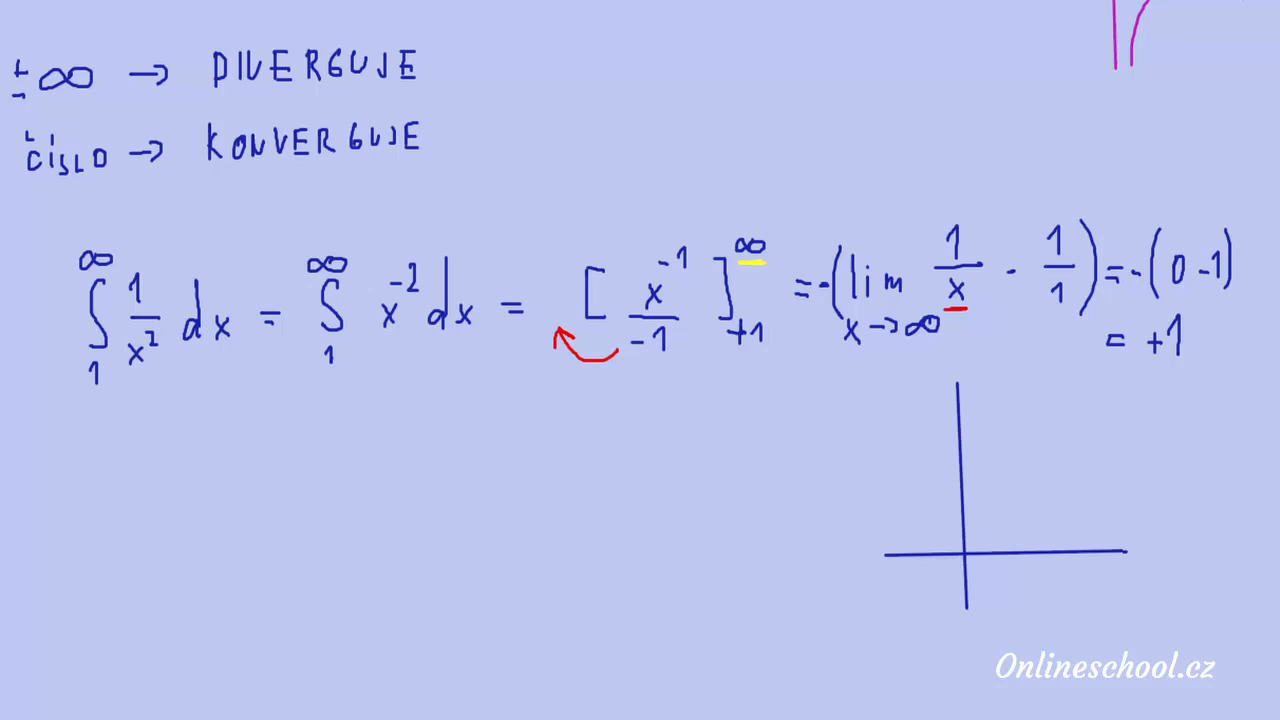 ±∞ → DIVERGUJE
ČÍSLO → KONVERGUJE
∫₁^∞ 1/x² dx = ∫₁^∞ x⁻² dx = [x⁻¹/-1]₊₁^∞ = -(lim x→∞ 1/x - 1/1) = -(0-1)
= +1
Onlineschool.cz